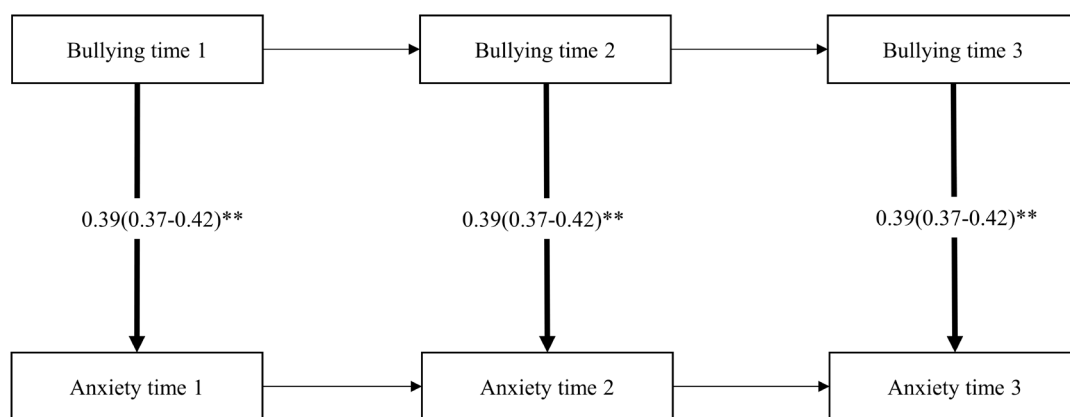 Bullying time 1
Bullying time 2
Bullying time 3
0.39(0.37-0.42)**
0.39(0.37-0.42)**
0.39(0.37-0.42)**
Anxiety time 1
Anxiety time 2
Anxiety time 3